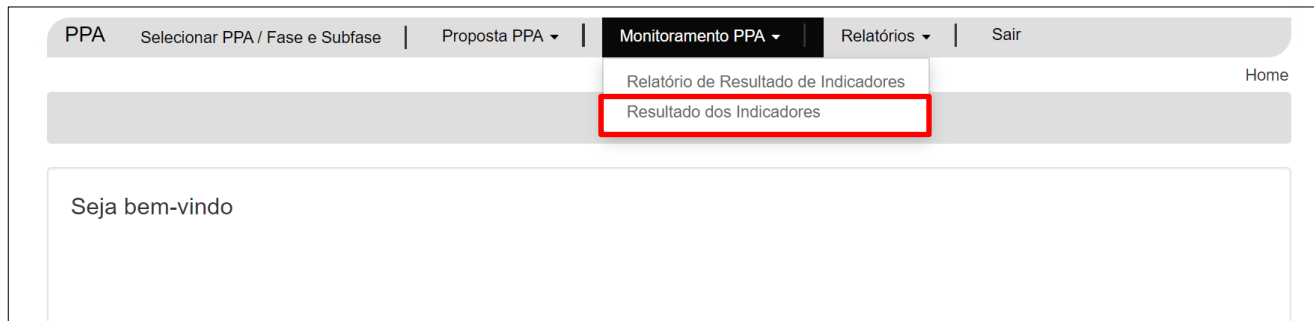 PPA Selecionar PPA / Fase e Subfase | Proposta PPA | Monitoramento PPA | Relatórios | Sair
Home
Relatório de Resultado de Indicadores
Resultado dos Indicadores
Seja bem-vindo